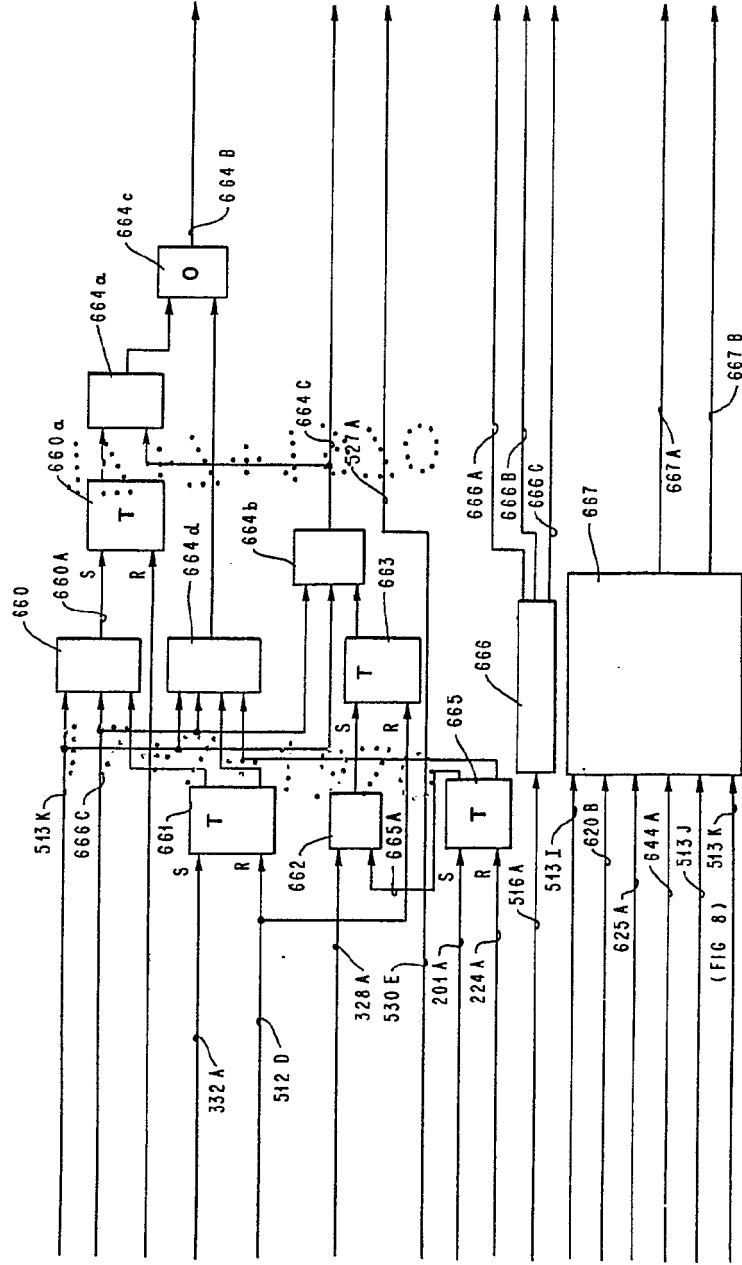 513K
666C
660
660A
S
R
T
660a
664a
664c
O
664B
661
S
T
R
664d
332A
512D
662
S
R
T
663
664b
664C
527A
328A
530E
665A
665
S
T
R
201A
224A
516A
666
666A
666B
666C
513I
620B
625A
644A
513J
(FIG 8)
513K
667
667A
667B